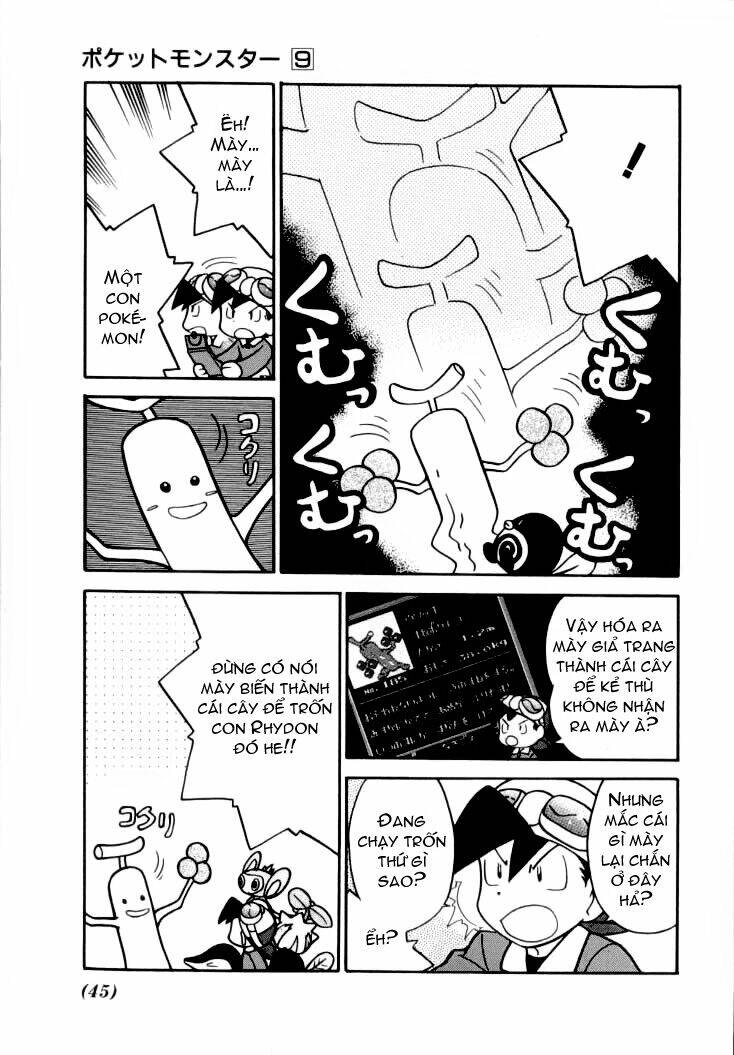 ポケットモンスター 9
!
くむっ
くむっ
くむっ
くむっ
ËH!
MÀY...
MÀY
LÀ...!
MỘT
CON
POKÉ-
MON!
コクリ
VẬY HÓA RA
MÀY GIẢ TRANG
THÀNH CÁI CÂY
ĐỂ KẺ THÙ
KHÔNG NHẬN
RA MÀY À?
NHƯNG
MẮC CÁI
GÌ MÀY
LẠI CHẮN
Ở ĐÂY
HẢ?
ĐANG
CHẠY TRỐN
THỨ GÌ
SAO?
ỂH?
ĐỪNG CÓ NÓI
MÀY BIẾN THÀNH
CÁI CÂY ĐỂ TRỐN
CON RHYDON
ĐÓ HE!!
コクリ
(45)